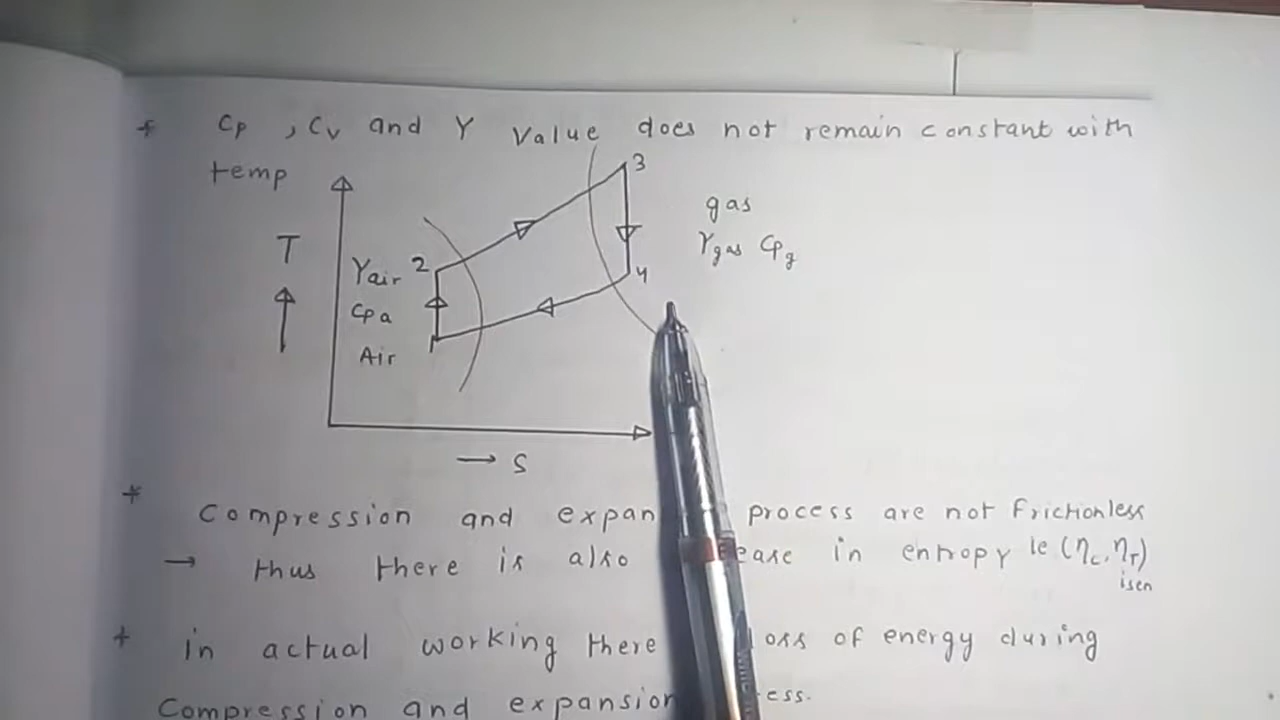 * Cp, Cv and γ Value does not remain constant with
temp
T
γair
Cpa
Air
2
1
3
4
gas
γgas Cpg
→ S
* Compression and expan process are not frictionless
→ thus there is also ease in entropy ie (ηc, ηT) isen
+ in actual working there oss of energy during
Compression and expansion ess.